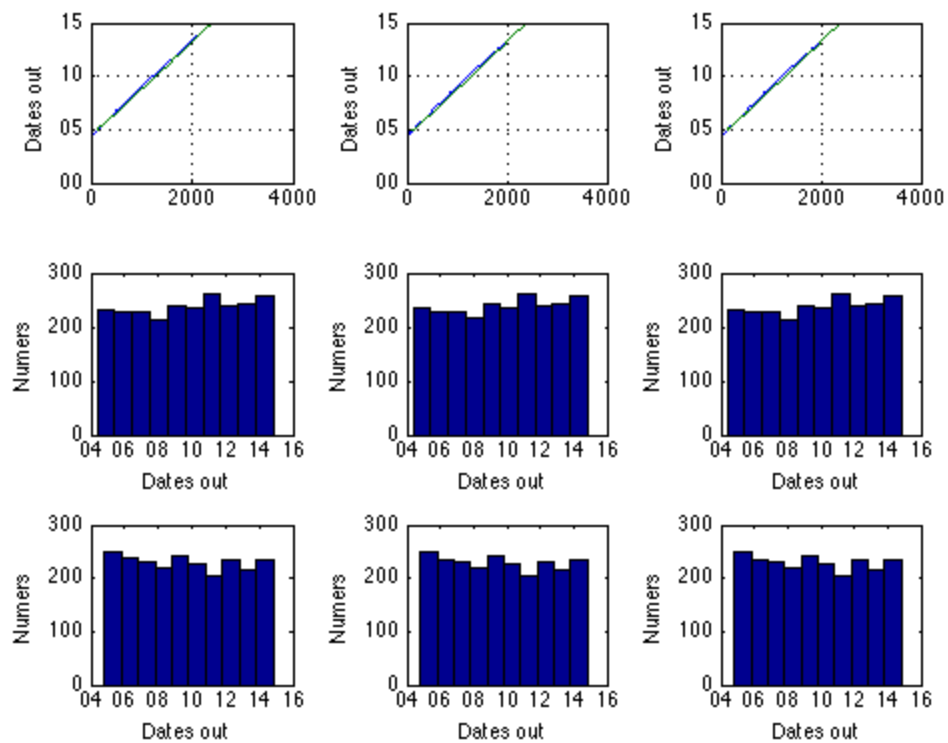 15 15 15
Dates out Dates out Dates out
10 10 10
05 05 05
00 00 00
0 2000 4000 0 2000 4000 0 2000 4000
300 300 300
Numers Numers Numers
200 200 200
100 100 100
0 0 0
04 06 08 10 12 14 16 04 06 08 10 12 14 16 04 06 08 10 12 14 16
Dates out Dates out Dates out
300 300 300
Numers Numers Numers
200 200 200
100 100 100
0 0 0
04 06 08 10 12 14 16 04 06 08 10 12 14 16 04 06 08 10 12 14 16
Dates out Dates out Dates out